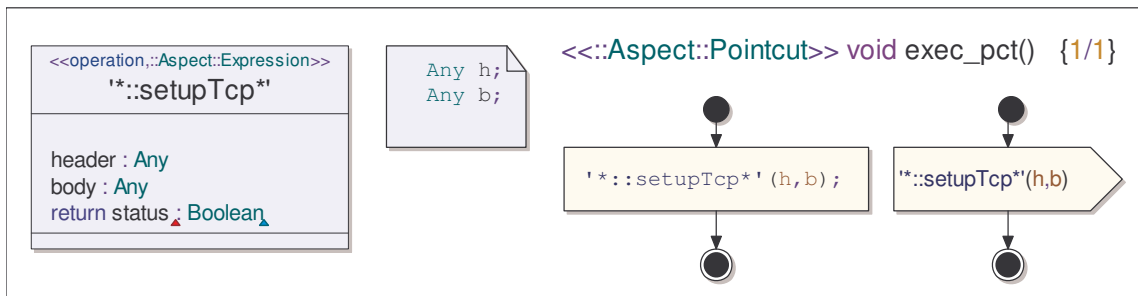 <<operation,::Aspect::Expression>>
'*::setupTcp*'
header : Any
body : Any
return status : Boolean
Any h;
Any b;
<<::Aspect::Pointcut>> void exec_pct() {1/1}
'*::setupTcp*'(h,b);
'*::setupTcp*'(h,b)